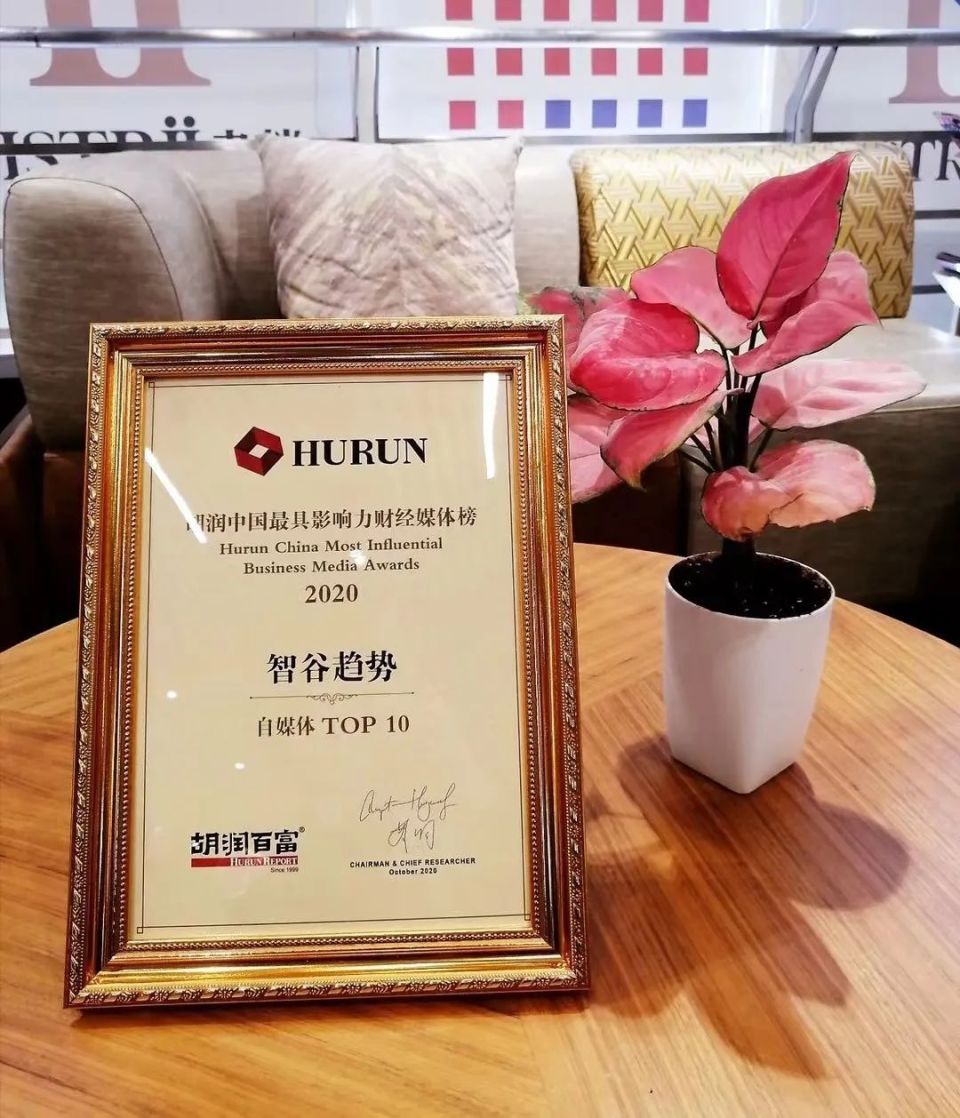 HURUN
胡润中国最具影响力财经媒体榜
Hurun China Most Influential
Business Media Awards
2020
智谷趋势
自媒体 TOP 10
胡润百富®
HURUN REPORT
Since 1999
胡润
CHAIRMAN & CHIEF RESEARCHER
October 2020